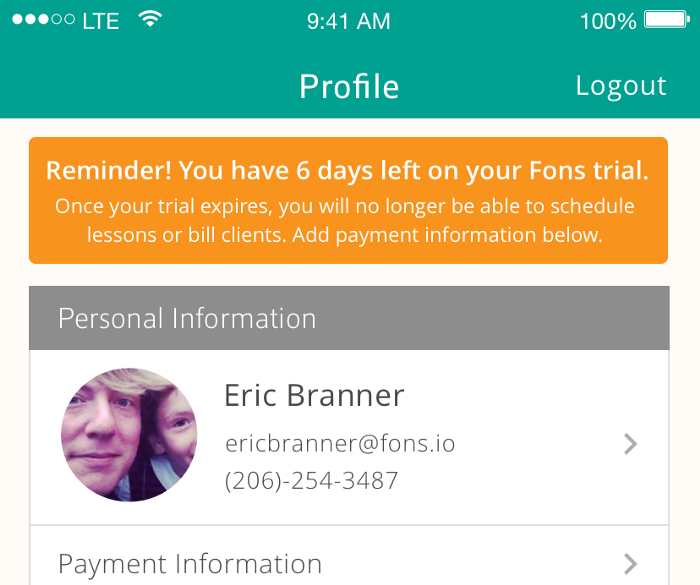 LTE 9:41 AM 100%
Profile Logout
Reminder! You have 6 days left on your Fons trial.
Once your trial expires, you will no longer be able to schedule
lessons or bill clients. Add payment information below.
Personal Information
Eric Branner
ericbranner@fons.io
(206)-254-3487
Payment Information